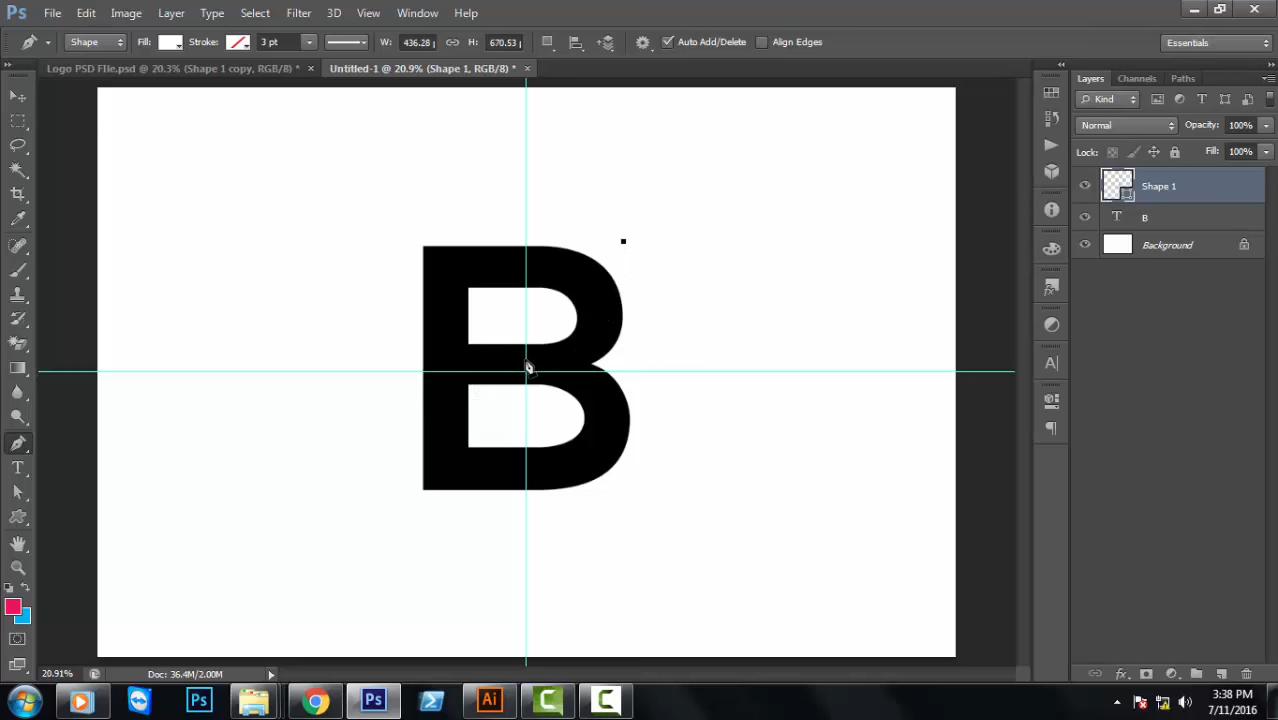 Ps File Edit Image Layer Type Select Filter 3D View Window Help
Shape Fill: Stroke: 3 pt W: 436.28 H: 670.53 Auto Add/Delete Align Edges Essentials
Logo PSD File.psd @ 20.3% (Shape 1 copy, RGB/8) * × Untitled-1 @ 20.9% (Shape 1, RGB/8) * ×
Layers Channels Paths
Kind
Normal Opacity: 100%
Lock: Fill: 100%
Shape 1
T B
Background
B
20.91% Doc: 36.4M/2.00M
Ps Ps Ai
3:38 PM
7/11/2016